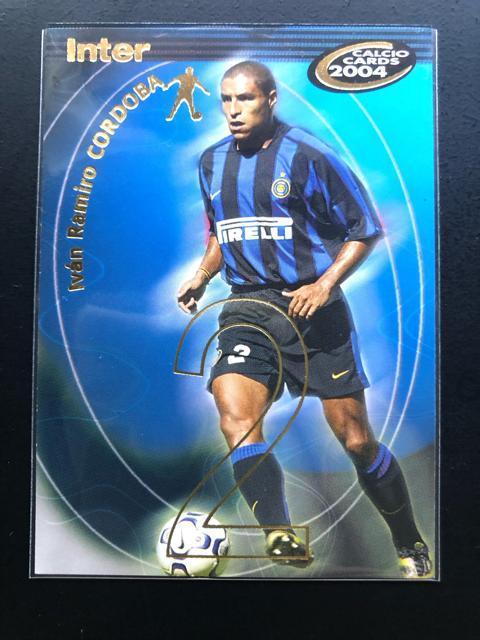 Inter
CALCIO
CARDS
2004
Iván Ramiro CORDOBA
PIRELLI
2
2